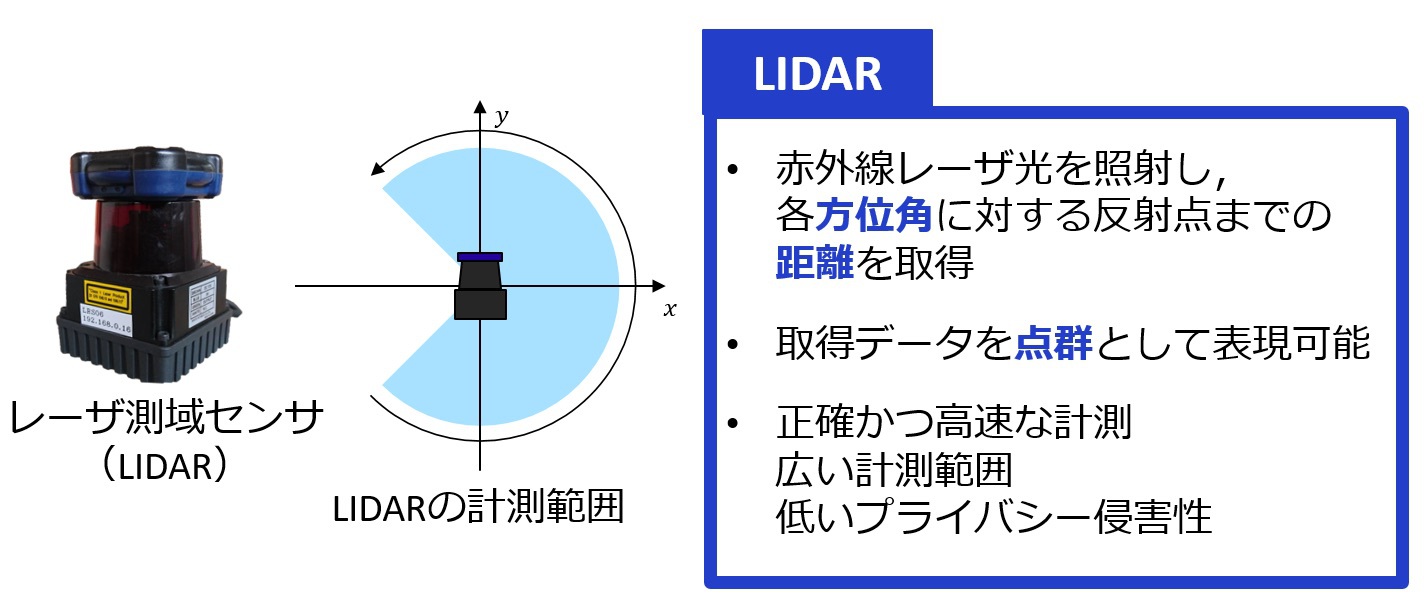 LIDAR
• 赤外線レーザ光を照射し，
各方位角に対する反射点までの
距離を取得
• 取得データを点群として表現可能
• 正確かつ高速な計測
広い計測範囲
低いプライバシー侵害性
y
x
LRS06
192.168.0.16
レーザ測域センサ
（LIDAR）
LIDARの計測範囲